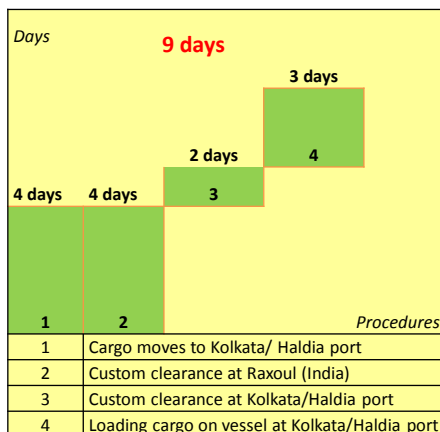 Days
9 days
3 days
2 days
4
4 days 4 days
3
1 2
Procedures
1 Cargo moves to Kolkata/ Haldia port
2 Custom clearance at Raxoul (India)
3 Custom clearance at Kolkata/Haldia port
4 Loading cargo on vessel at Kolkata/Haldia port